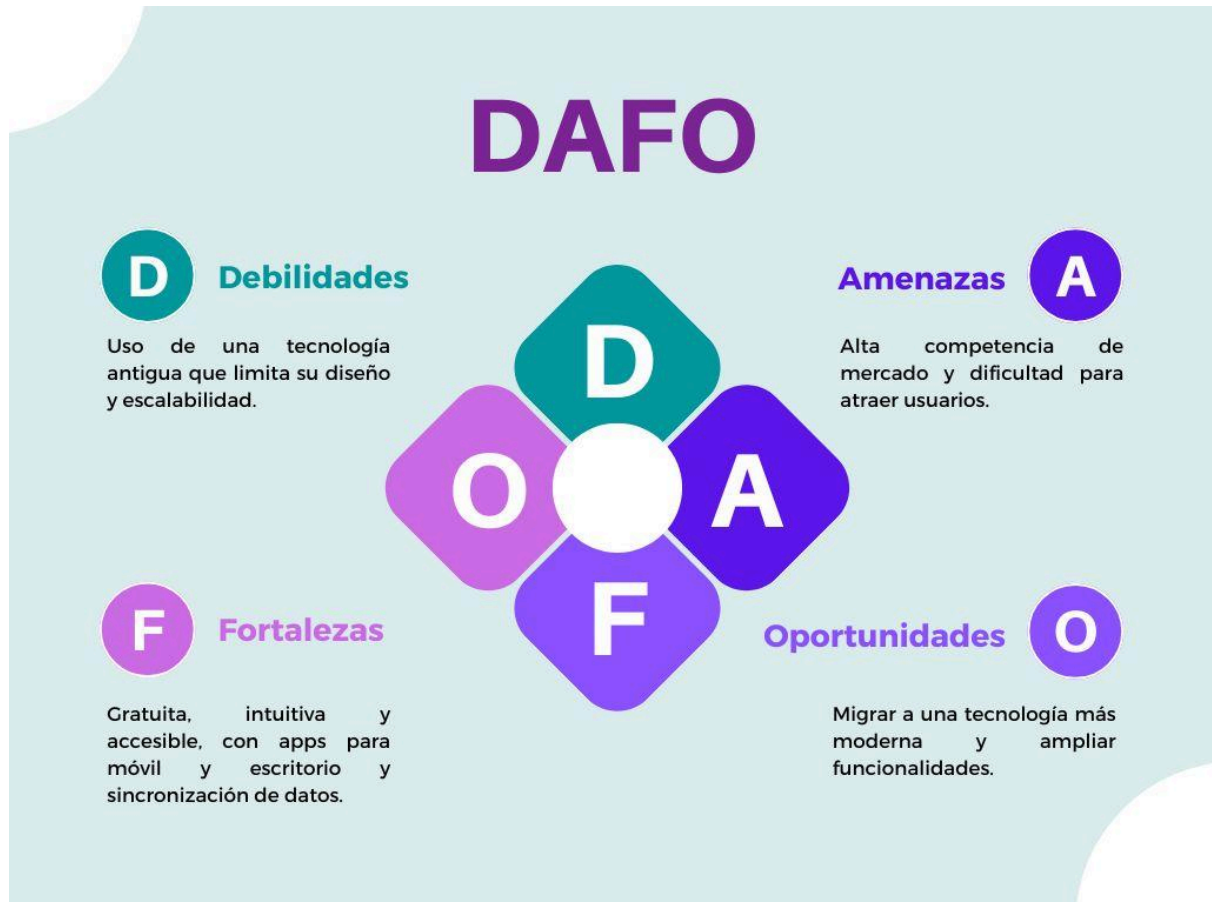 DAFO
D Debilidades
Uso de una tecnología
antigua que limita su diseño
y escalabilidad.
A
Amenazas
Alta competencia de
mercado y dificultad para
atraer usuarios.
D
O
A
F
F Fortalezas
Gratuita, intuitiva y
accesible, con apps para
móvil y escritorio y
sincronización de datos.
Oportunidades O
Migrar a una tecnología más
moderna y ampliar
funcionalidades.